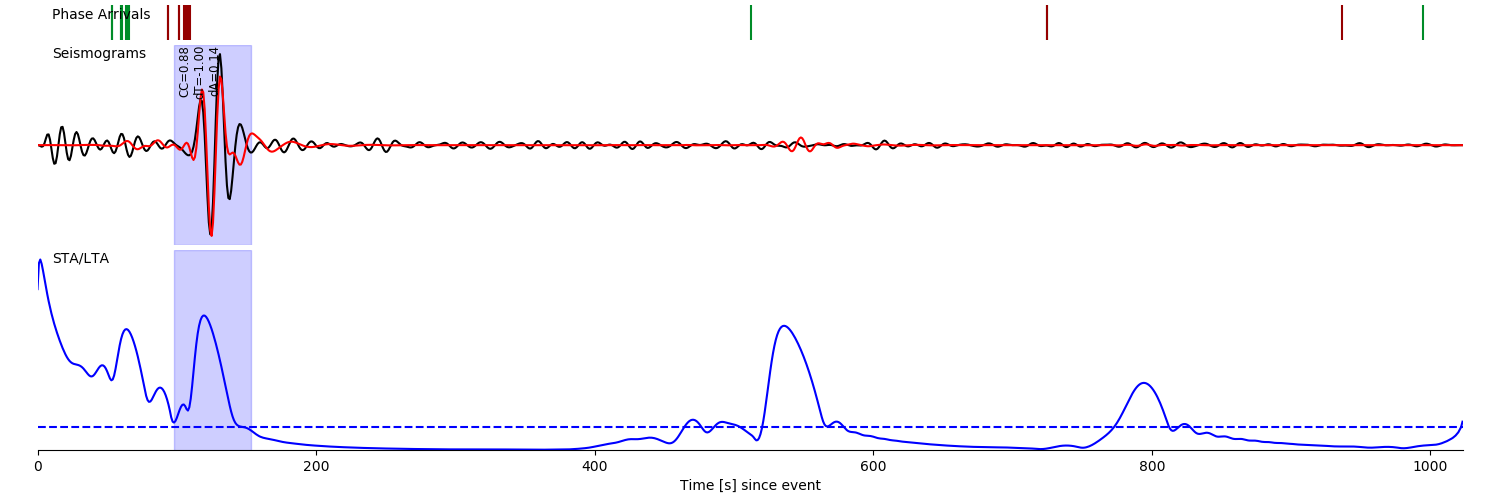 Phase Arrivals
Seismograms
CC=0.88
dT=-1.00
dA=0.14
STA/LTA
0 200 400 600 800 1000
Time [s] since event